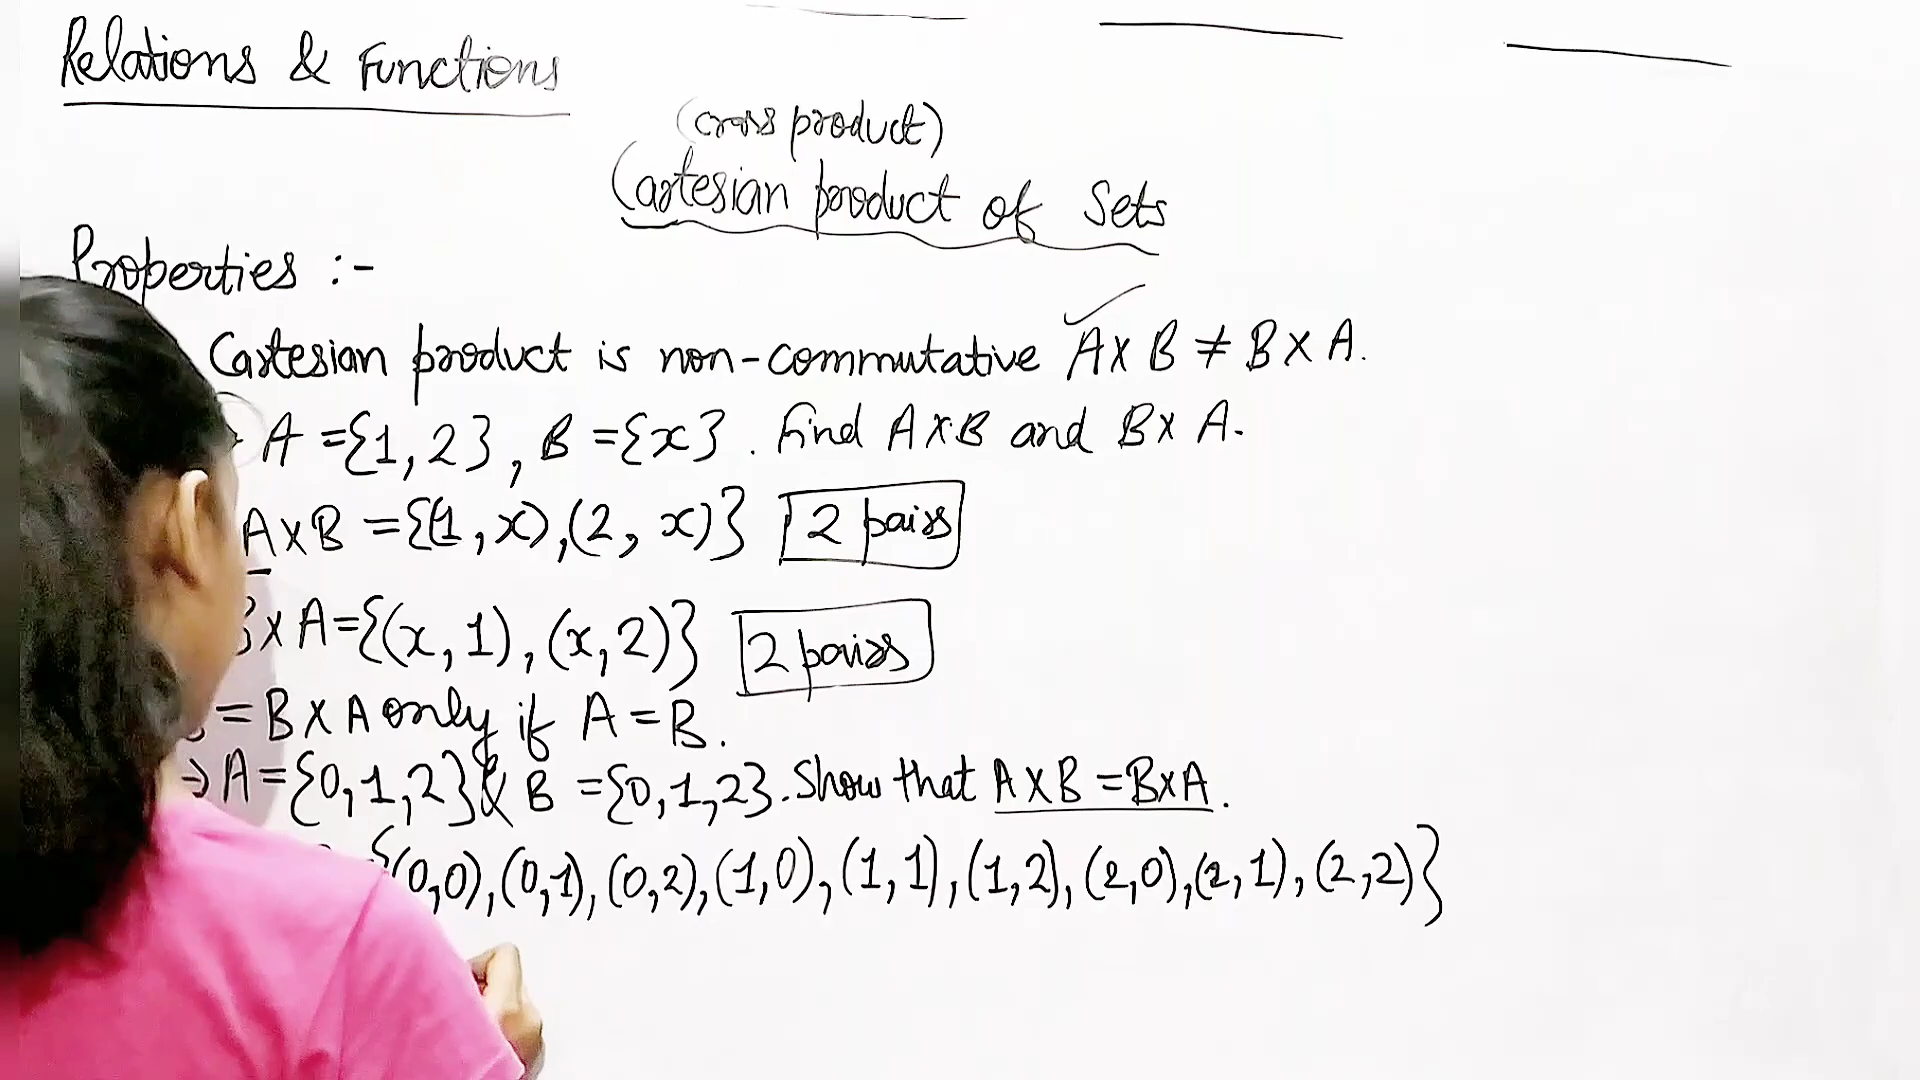 Relations & Functions
(cross product)
Cartesian product of Sets
Properties :-
Cartesian product is non-commutative A X B ≠ B X A.
A = {1, 2}, B = {x}. Find A X B and B X A.
A X B = {(1, x), (2, x)} 2 pairs
B X A = {(x, 1), (x, 2)} 2 pairs
= B X A only if A = B.
⇒ A = {0, 1, 2} & B = {0, 1, 2}. Show that A X B = B X A.
{(0,0), (0,1), (0,2), (1,0), (1,1), (1,2), (2,0), (2,1), (2,2)}